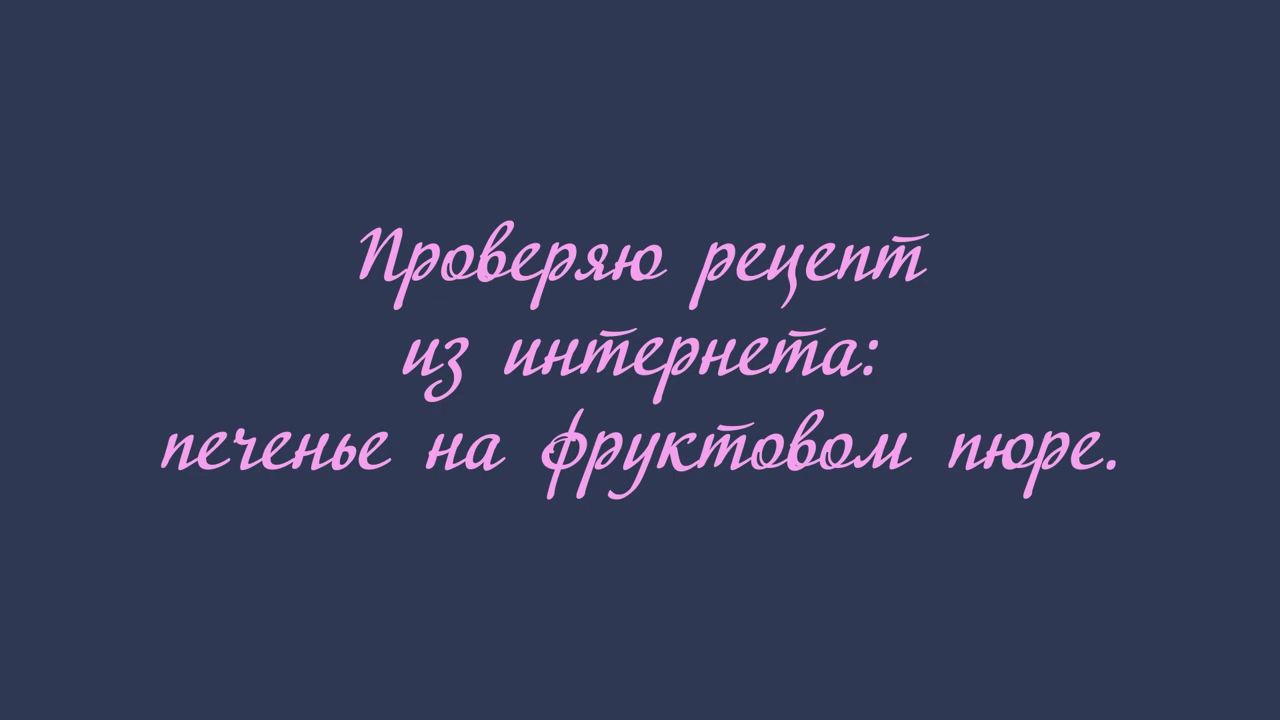 Проверяю рецепт
из интернета:
печенье на фруктовом пюре.